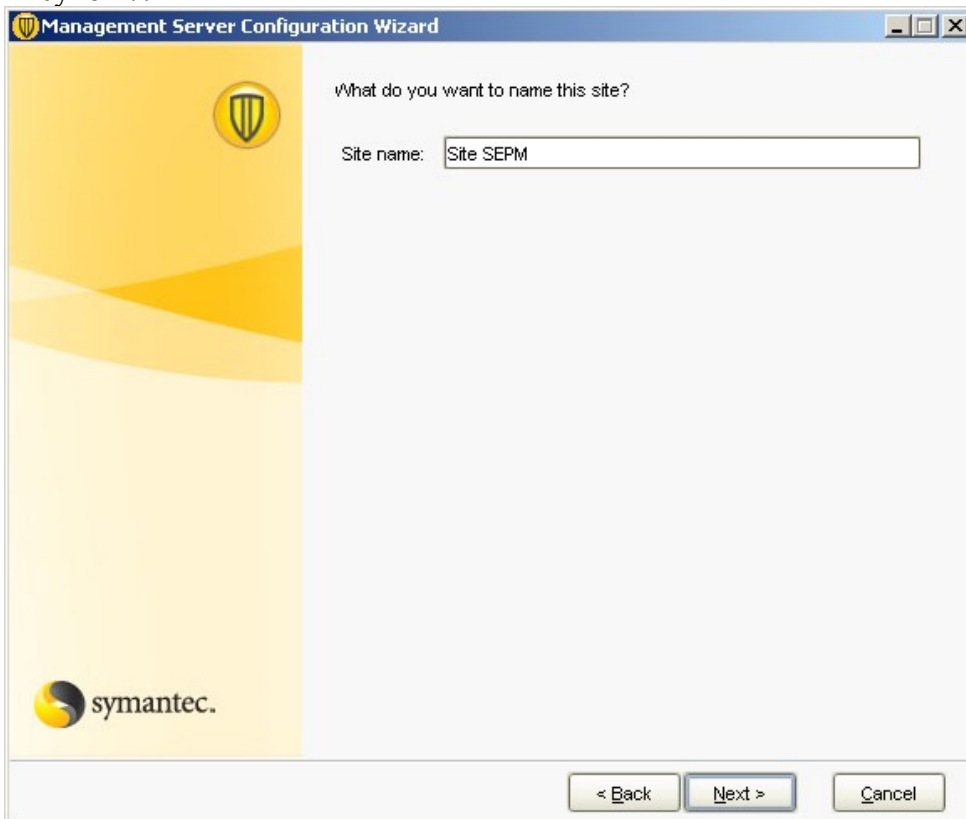 Management Server Configuration Wizard
What do you want to name this site?
Site name: Site SEPM
symantec.
< Back Next > Cancel